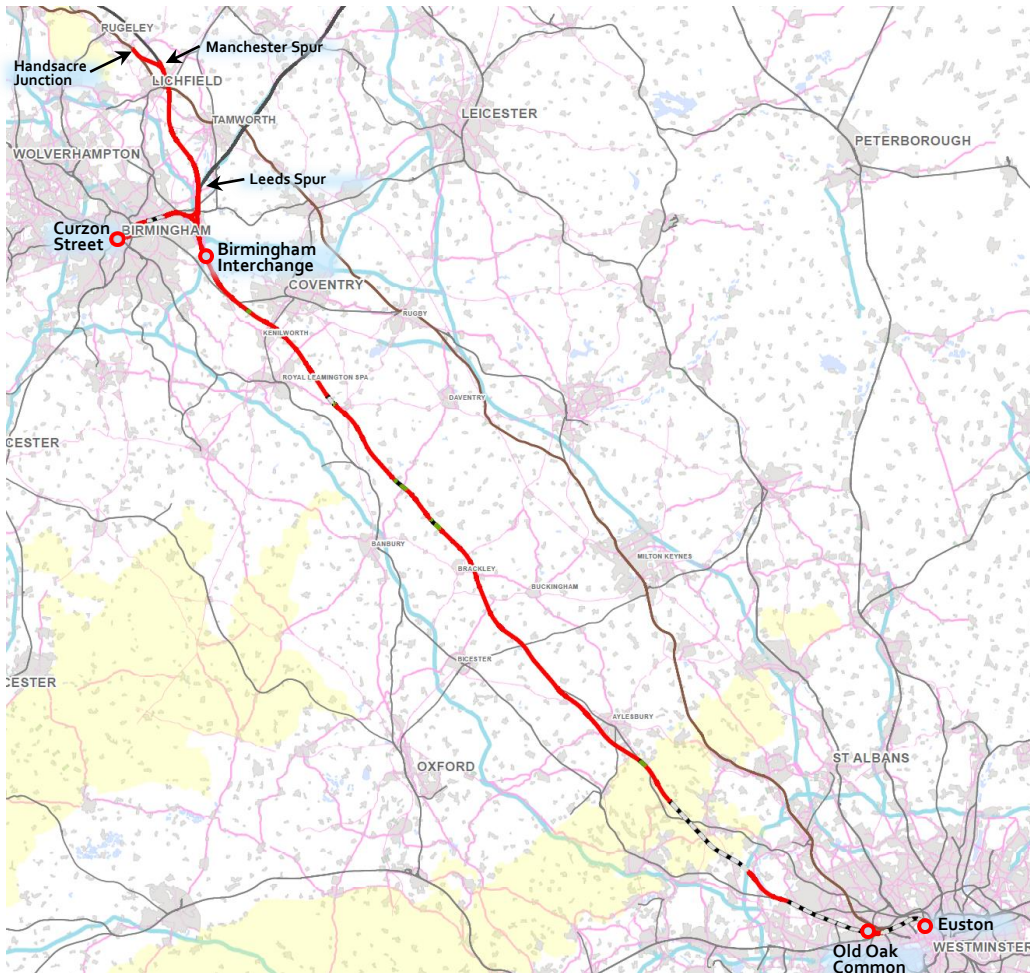 RUGELEY
Manchester Spur
Handsacre
Junction
LICHFIELD
LEICESTER
TAMWORTH
PETERBOROUGH
WOLVERHAMPTON
Leeds Spur
Curzon
Street
BIRMINGHAM
Birmingham
Interchange
COVENTRY
RUGBY
KENILWORTH
ROYAL LEAMINGTON SPA
DAVENTRY
CESTER
BANBURY
MILTON KEYNES
BRACKLEY
BUCKINGHAM
BICESTER
CESTER
AYLESBURY
OXFORD
ST ALBANS
Euston
Old Oak
Common
WESTMINSTER